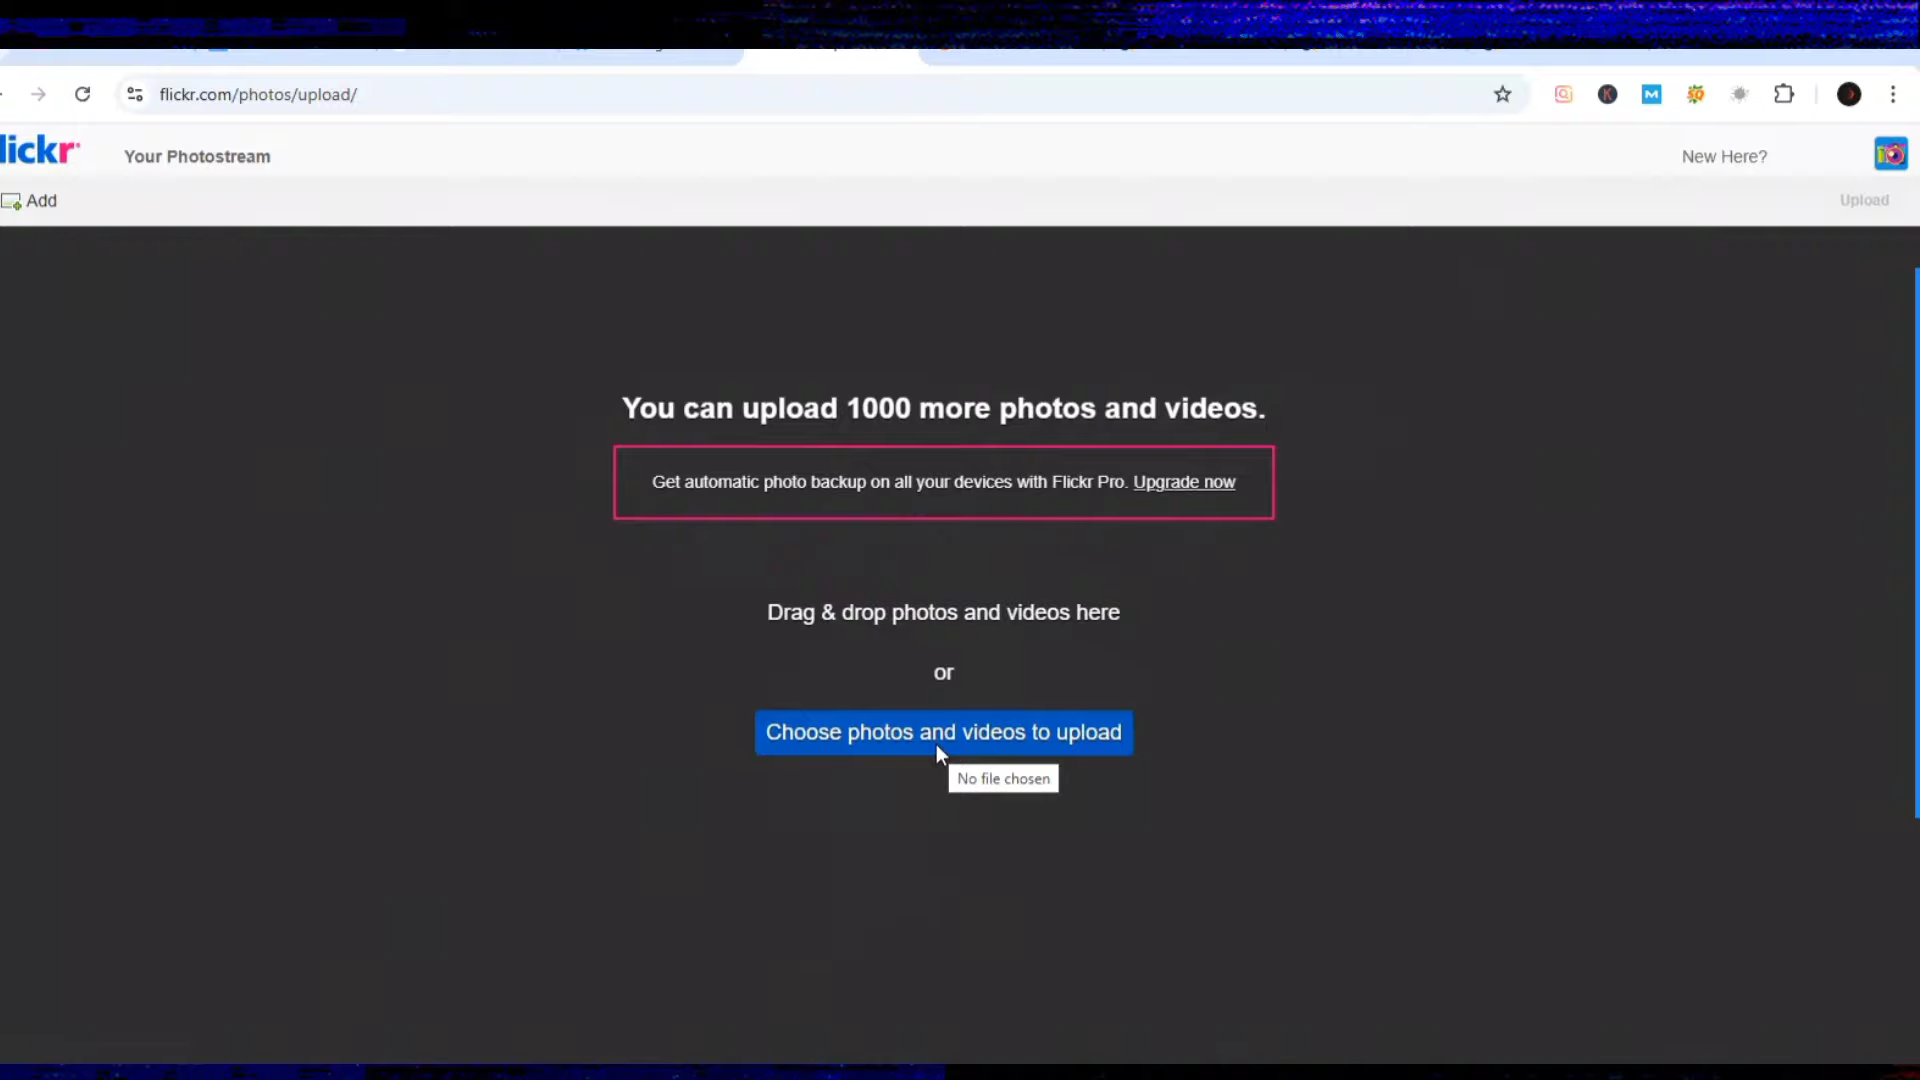 flickr.com/photos/upload/
lickr
Your Photostream
New Here?
Add
Upload
You can upload 1000 more photos and videos.
Get automatic photo backup on all your devices with Flickr Pro. Upgrade now
Drag & drop photos and videos here
or
Choose photos and videos to upload
No file chosen